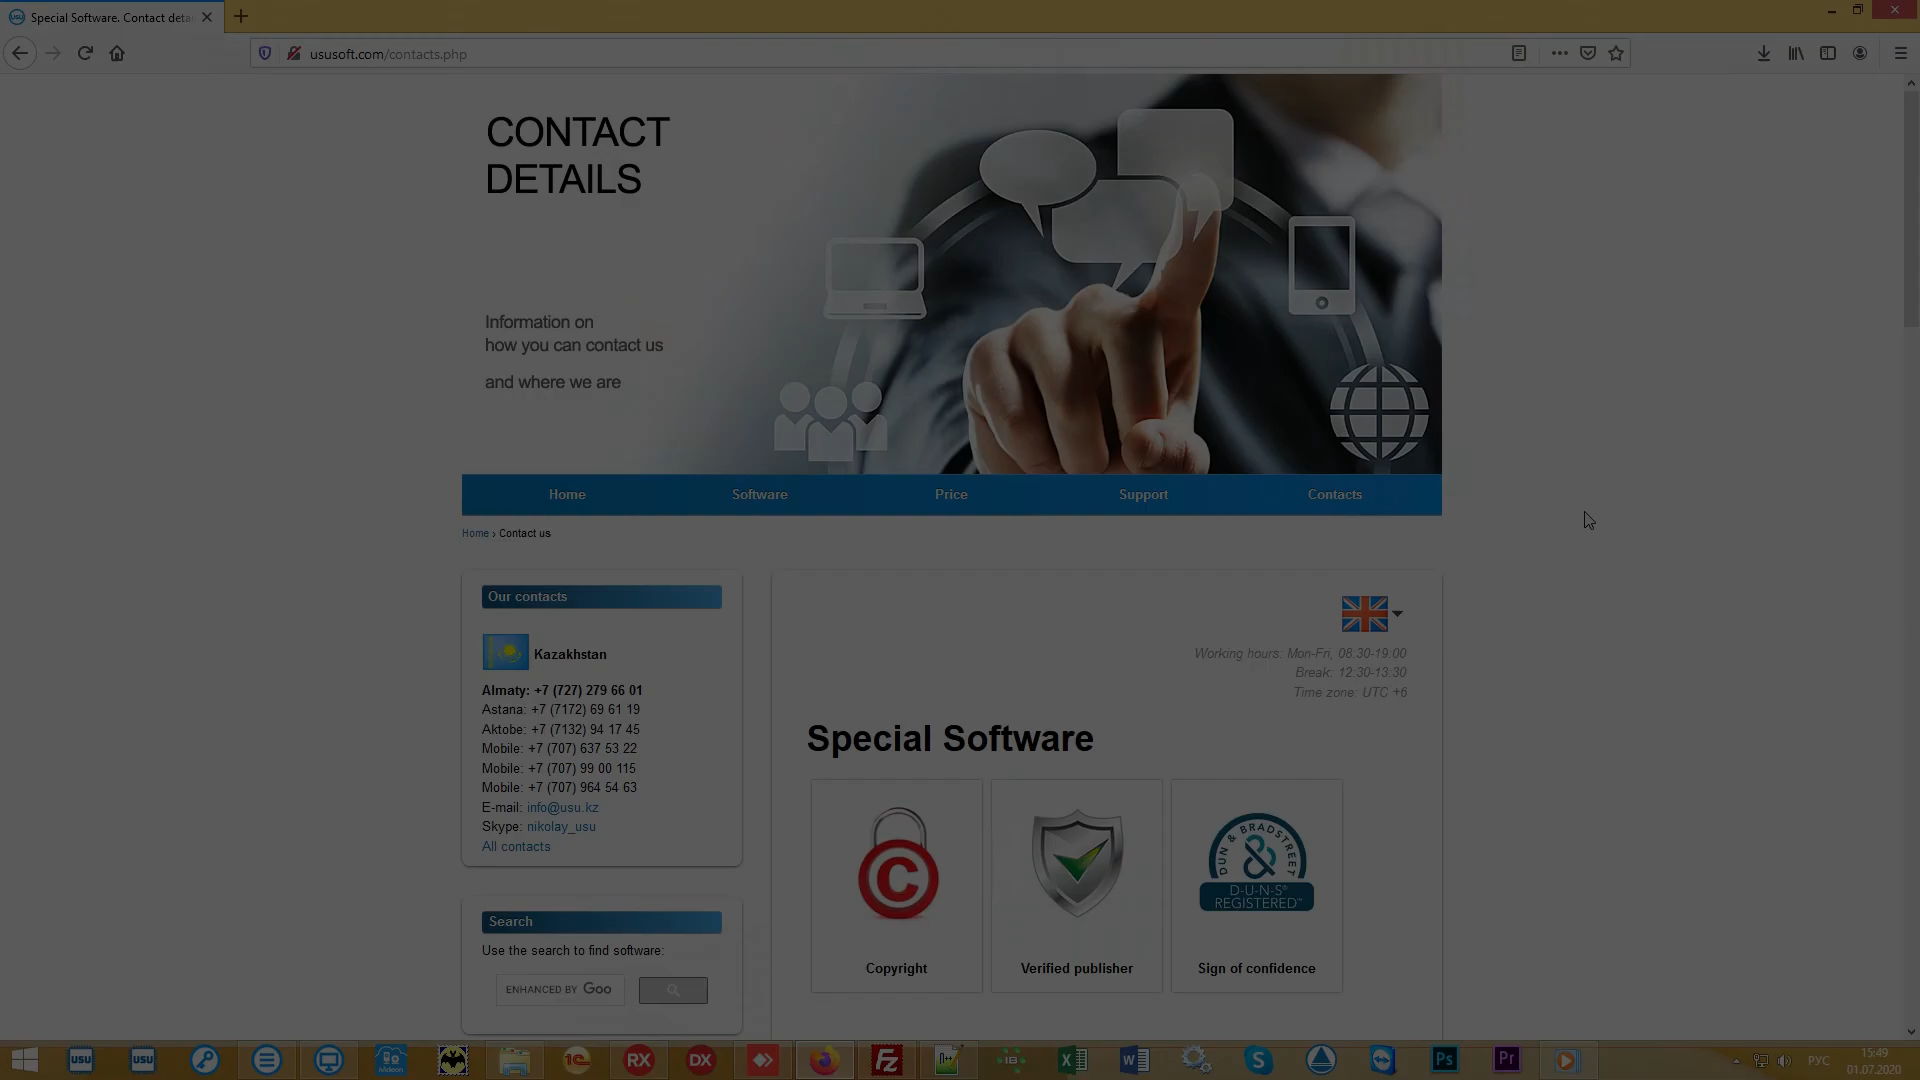 Special Software. Contact deta
ususoft.com/contacts.php
CONTACT
DETAILS
Information on
how you can contact us
and where we are
Home
Software
Price
Support
Contacts
Home › Contact us
Our contacts
Kazakhstan
Almaty: +7 (727) 279 66 01
Astana: +7 (7172) 69 61 19
Aktobe: +7 (7132) 94 17 45
Mobile: +7 (707) 637 53 22
Mobile: +7 (707) 99 00 115
Mobile: +7 (707) 964 54 63
E-mail: info@usu.kz
Skype: nikolay_usu
All contacts
Search
Use the search to find software:
ENHANCED BY Goo
Working hours: Mon-Fri, 08:30-19:00
Break: 12:30-13:30
Time zone: UTC +6
Special Software
DUN & BRADSTREET
D-U-N-S®
REGISTERED™
Copyright
Verified publisher
Sign of confidence
USU
USU
Mideon
1c
RX
DX
FZ
IB
X
W
S
Ps
Pr
РУС
15:49
01.07.2020